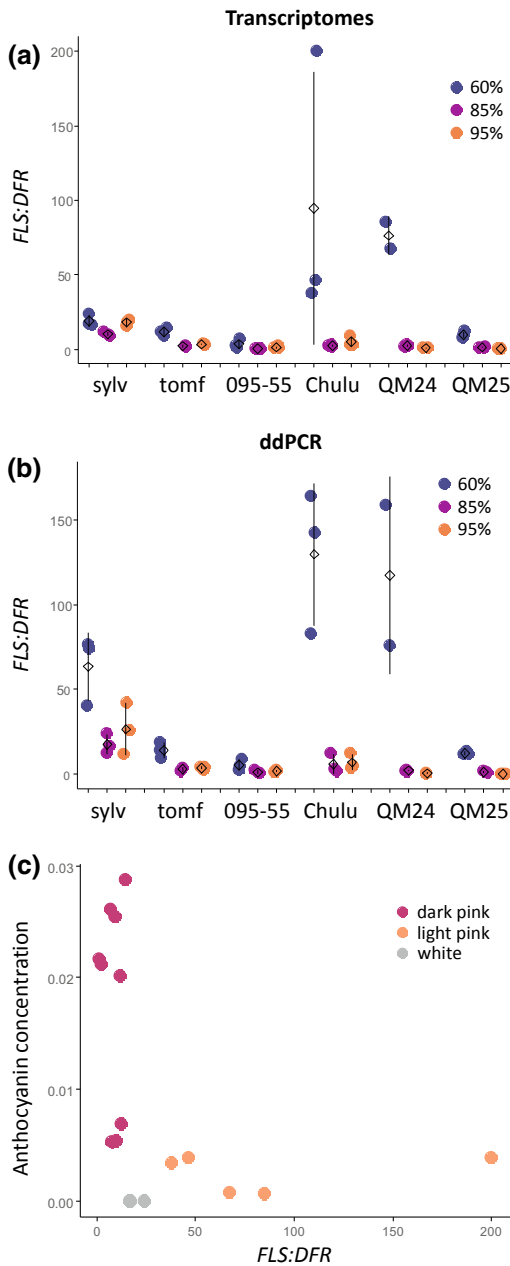 Transcriptomes
(a)
200
150
100
50
0
FLS:DFR
60%
85%
95%
sylv tomf 095-55 Chulu QM24 QM25
ddPCR
(b)
150
100
50
0
FLS:DFR
60%
85%
95%
sylv tomf 095-55 Chulu QM24 QM25
(c)
0.03
0.02
0.01
0.00
Anthocyanin concentration
dark pink
light pink
white
0 50 100 150 200
FLS:DFR